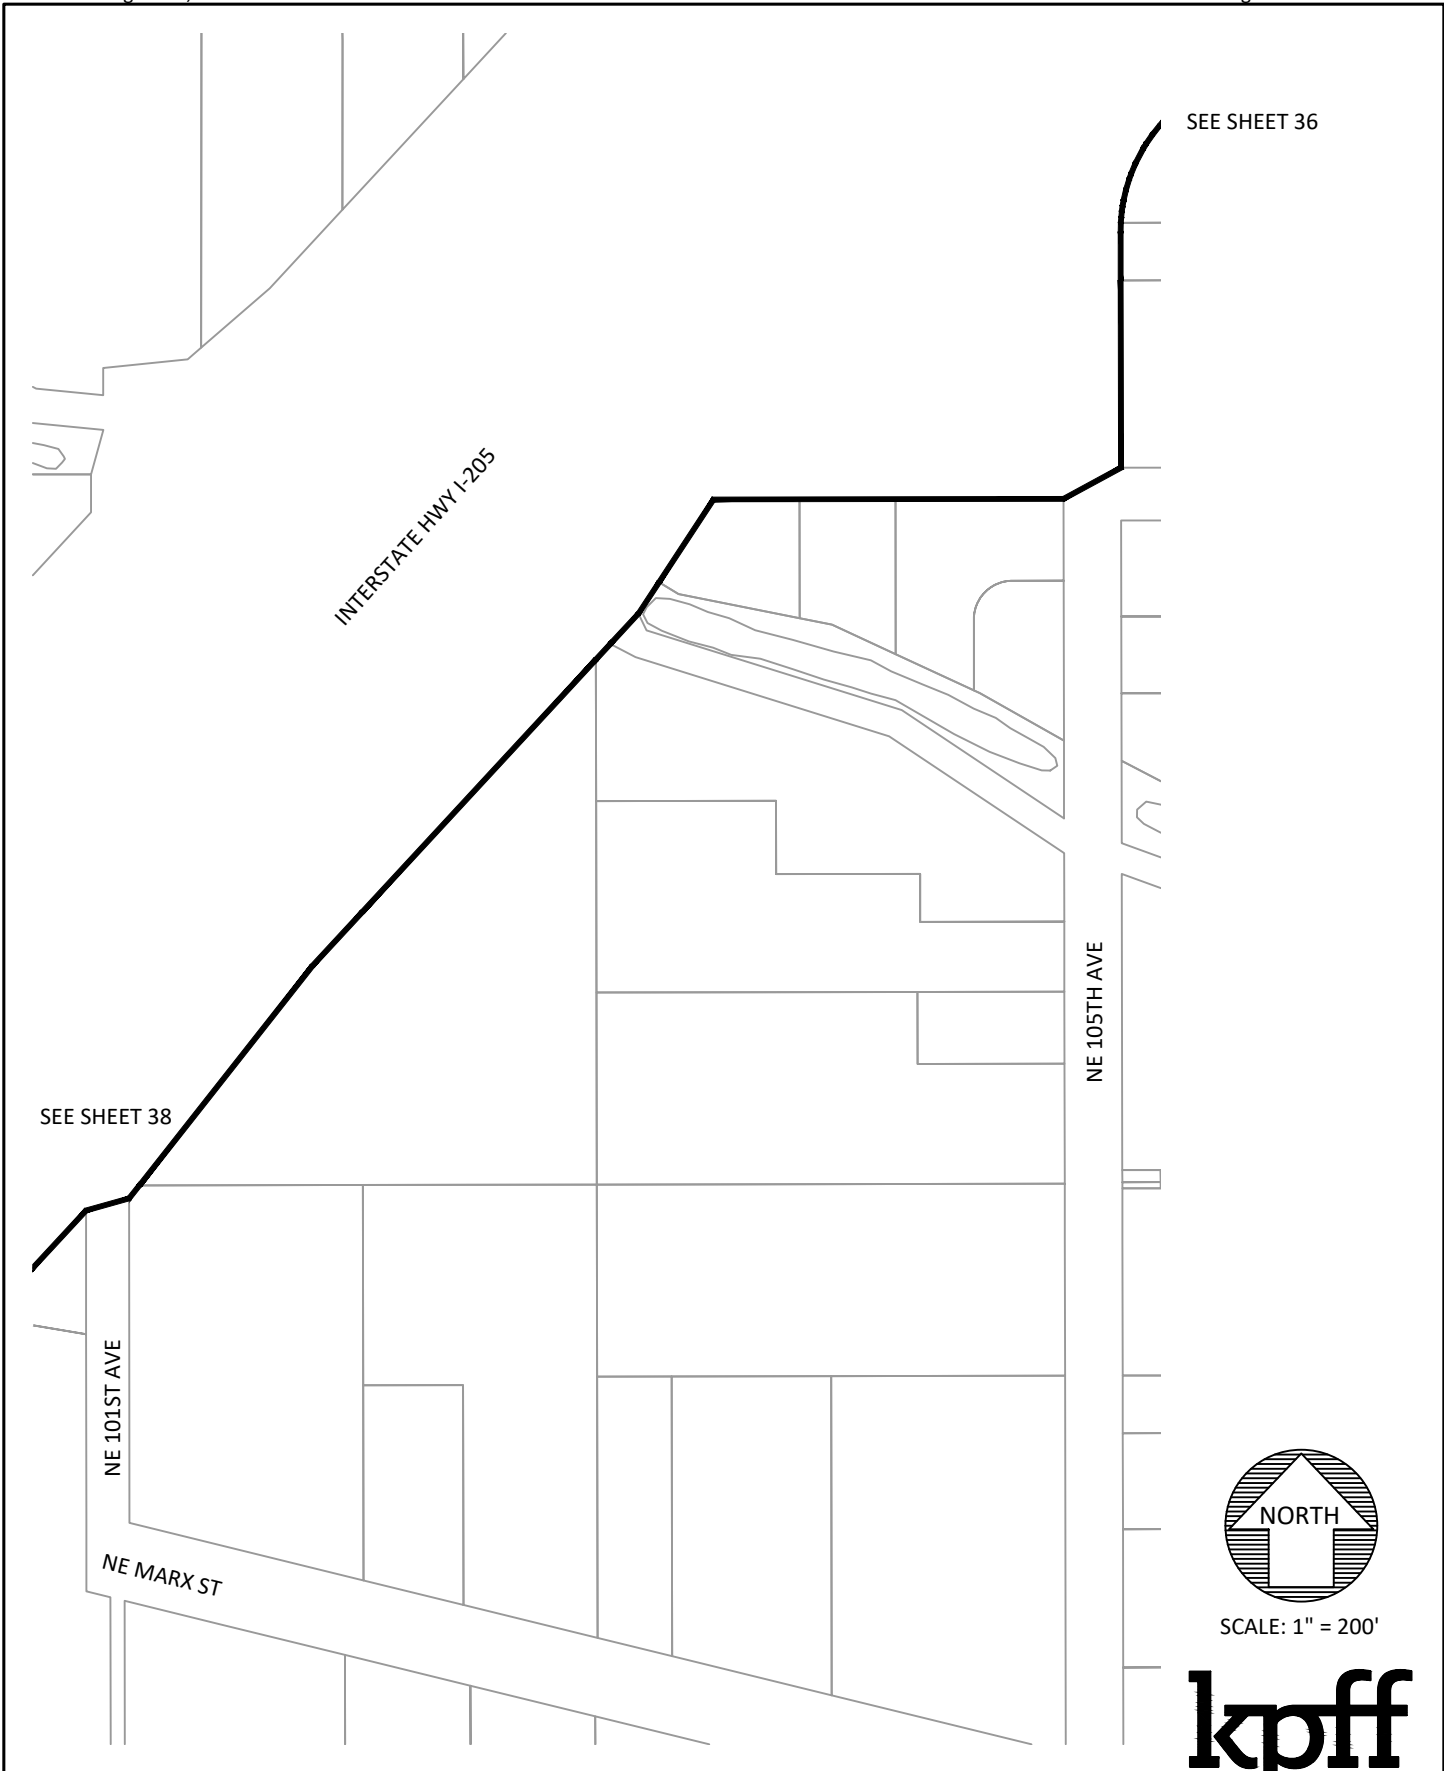 SEE SHEET 36
INTERSTATE HWY I-205
NE 105TH AVE
SEE SHEET 38
NE 101ST AVE
NE MARX ST
NORTH
SCALE: 1" = 200'
kpff